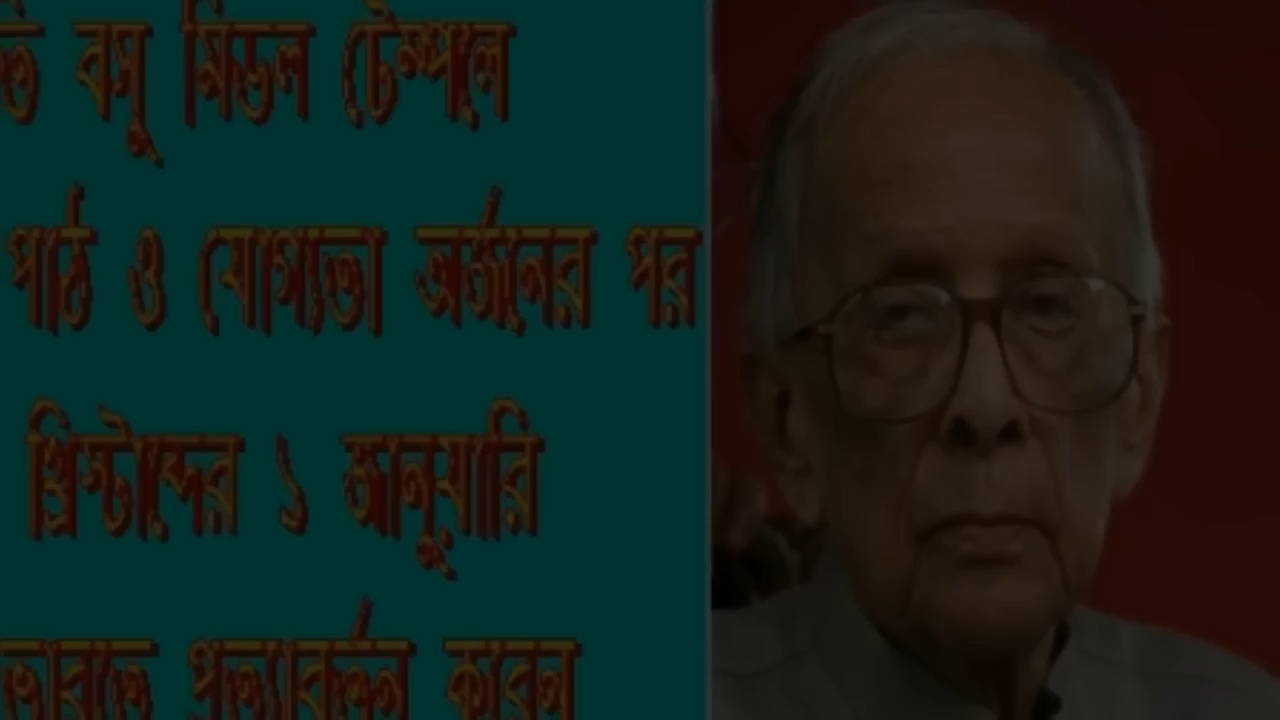 বসু মিডল টেম্পলে
পাঠ ও যোগ্যতা অর্জনের পর
খ্রিস্টাব্দের ১ জানুয়ারি
ভারতে প্রত্যাবর্তন করেন